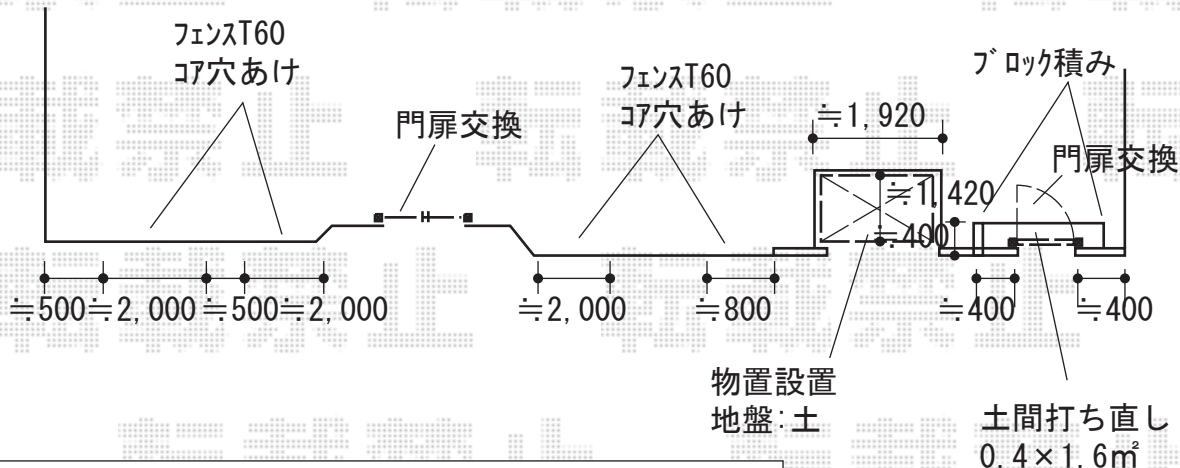 フェンスT60
コア穴あけ
門扉交換
フェンスT60
コア穴あけ
≒1,920
ブロック積み
門扉交換
≒1,420
≒400
≒500
≒2,000
≒500
≒2,000
≒2,000
≒800
≒400
≒400
物置設置
地盤:土
土間打ち直し
0.4×1.6㎡